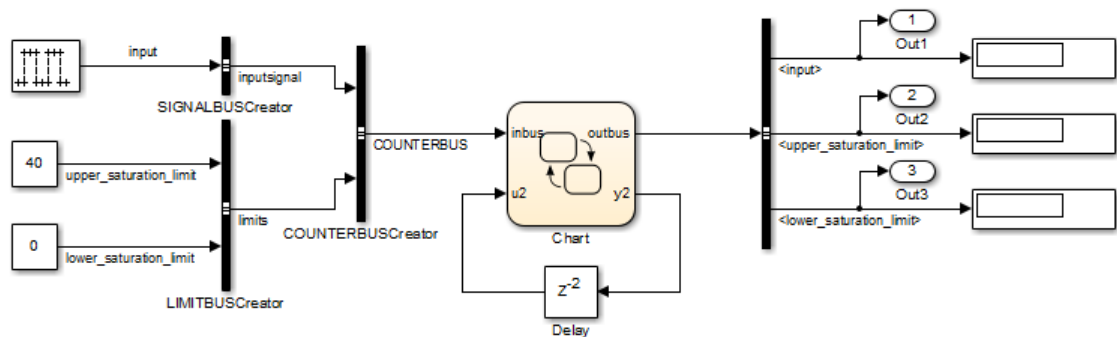 input
inputsignal
SIGNALBUSCreator
40
upper_saturation_limit
0
lower_saturation_limit
limits
LIMITBUSCreator
COUNTERBUS
COUNTERBUSCreator
inbus
outbus
u2
y2
Chart
Z-2
Delay
1
Out1
<input>
2
Out2
<upper_saturation_limit>
3
Out3
<lower_saturation_limit>